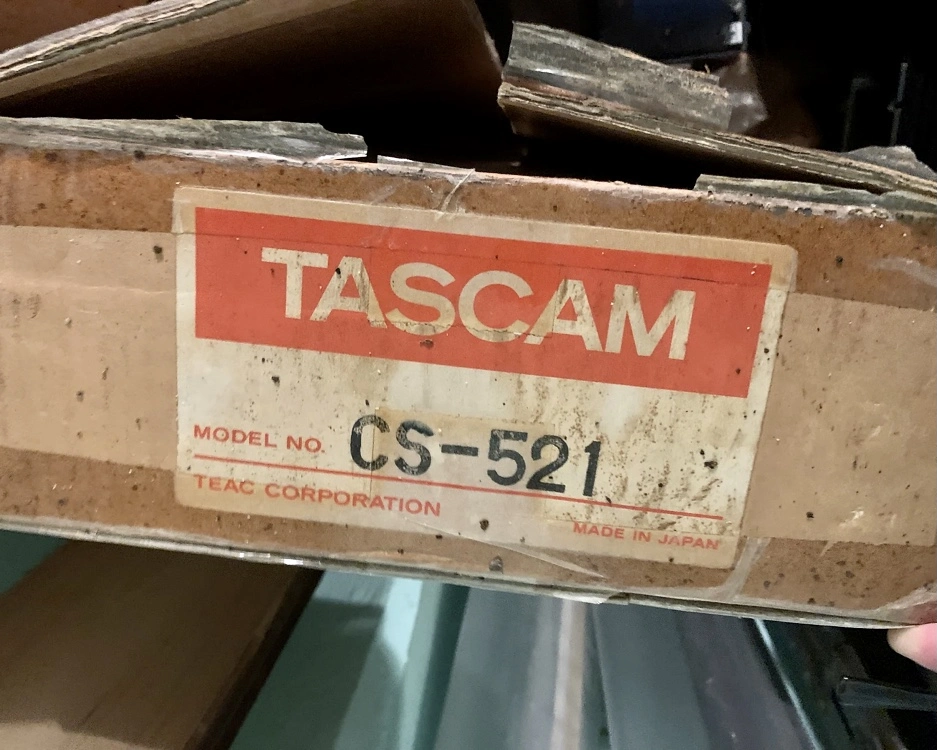 TASCAM
MODEL NO. CS-521
TEAC CORPORATION
MADE IN JAPAN